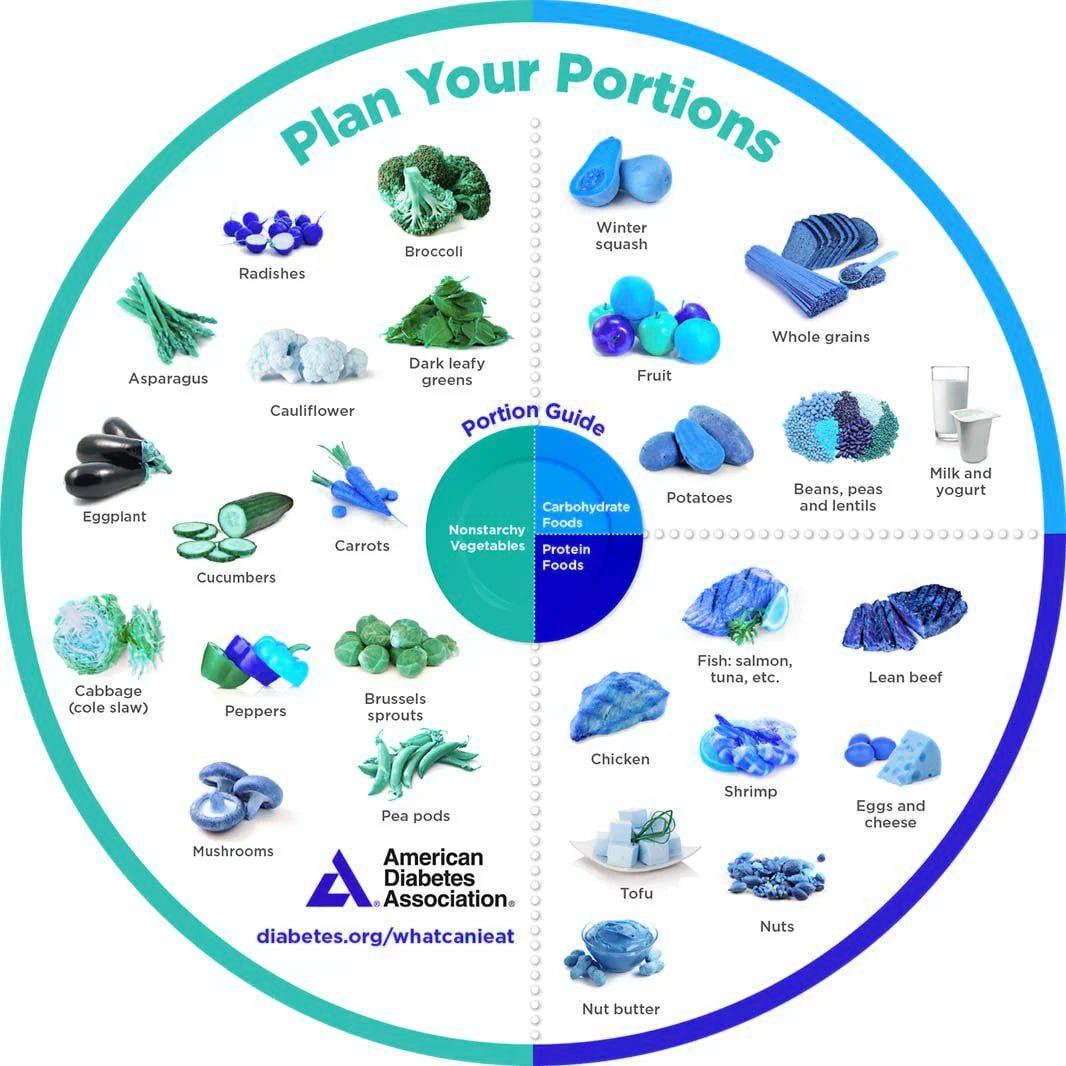 Plan Your Portions
Broccoli
Radishes
Asparagus
Cauliflower
Dark leafy
greens
Eggplant
Cucumbers
Carrots
Cabbage
(cole slaw)
Peppers
Brussels
sprouts
Mushrooms
Pea pods
American
Diabetes
Association®
diabetes.org/whatcanieat
Portion Guide
Nonstarchy
Vegetables
Carbohydrate
Foods
Protein
Foods
Winter
squash
Whole grains
Fruit
Potatoes
Beans, peas
and lentils
Milk and
yogurt
Fish: salmon,
tuna, etc.
Lean beef
Chicken
Shrimp
Eggs and
cheese
Tofu
Nuts
Nut butter